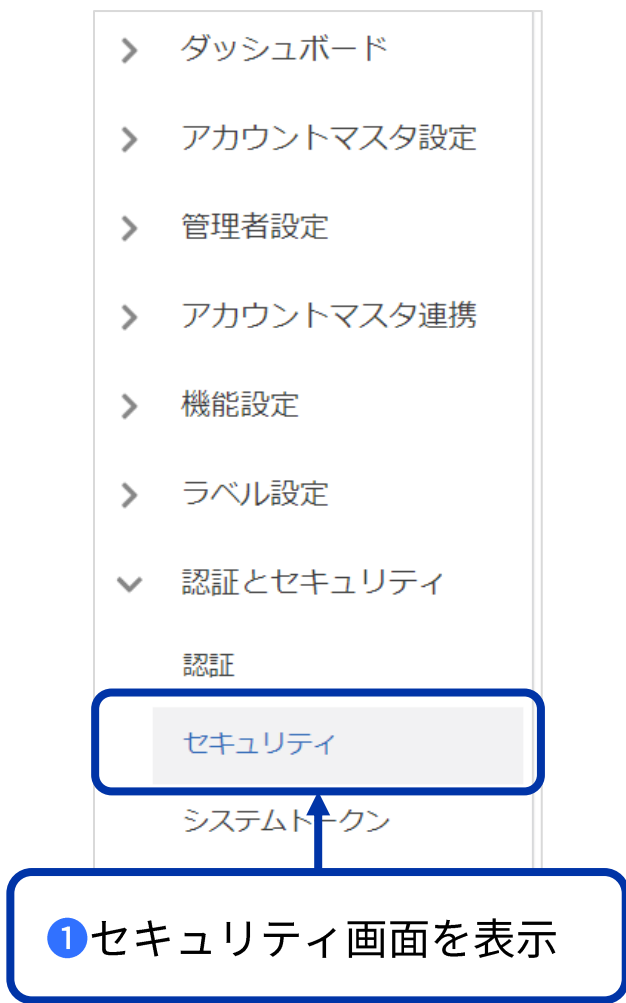 ダッシュボード
アカウントマスタ設定
管理者設定
アカウントマスタ連携
機能設定
ラベル設定
認証とセキュリティ
認証
セキュリティ
システムトークン
❶セキュリティ画面を表示